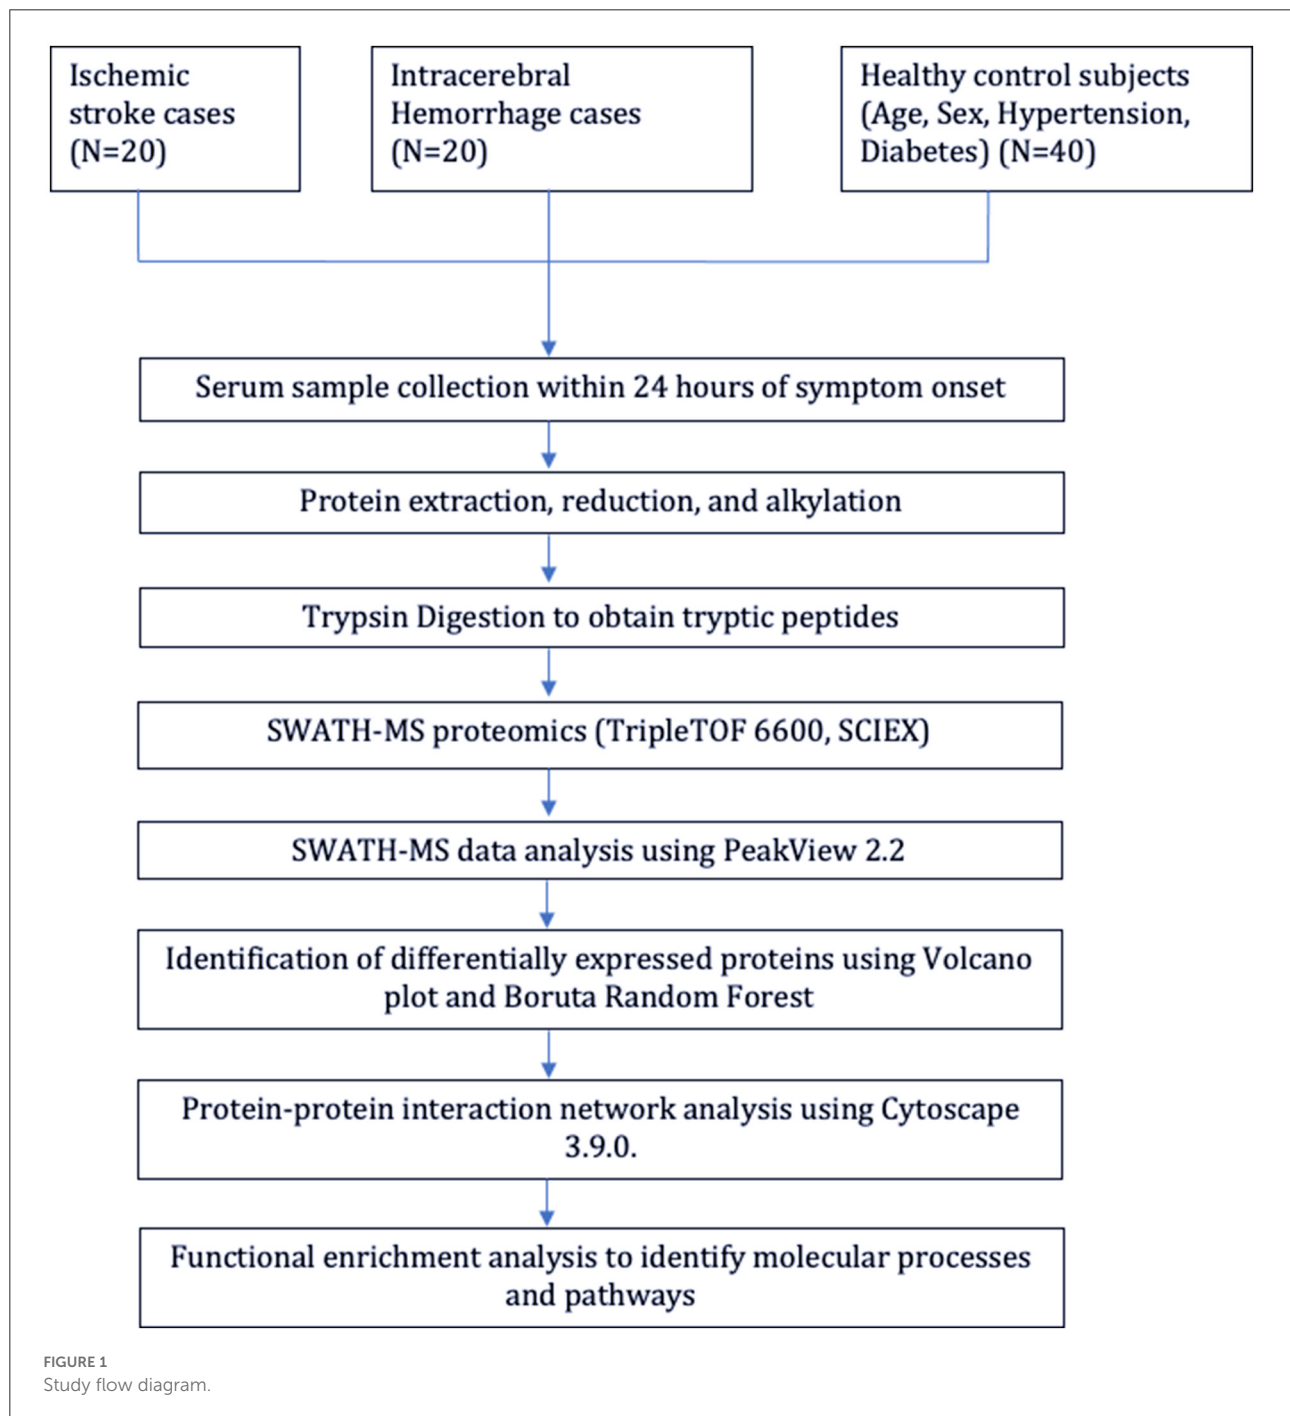 Ischemic
stroke cases
(N=20)
Intracerebral
Hemorrhage cases
(N=20)
Healthy control subjects
(Age, Sex, Hypertension,
Diabetes) (N=40)
Serum sample collection within 24 hours of symptom onset
Protein extraction, reduction, and alkylation
Trypsin Digestion to obtain tryptic peptides
SWATH-MS proteomics (TripleTOF 6600, SCIEX)
SWATH-MS data analysis using PeakView 2.2
Identification of differentially expressed proteins using Volcano
plot and Boruta Random Forest
Protein-protein interaction network analysis using Cytoscape
3.9.0.
Functional enrichment analysis to identify molecular processes
and pathways
FIGURE 1
Study flow diagram.